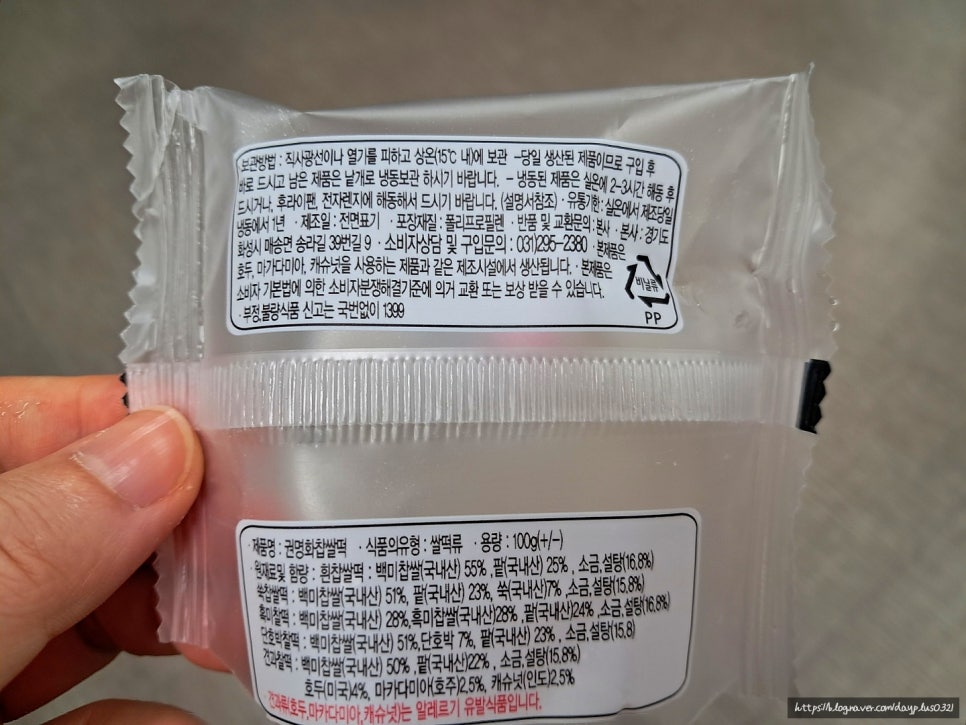 보관방법 : 직사광선이나 열기를 피하고 상온(15℃ 내)에 보관 -당일 생산된 제품이므로 구입 후
바로 드시고 남은 제품은 낱개로 냉동보관 하시기 바랍니다. - 냉동된 제품은 실온에 2-3시간 해동 후
드시거나, 후라이팬, 전자렌지에 해동해서 드시기 바랍니다. (설명서참조) · 유통기한 : 실온에서 제조당일
냉동에서 1년 · 제조일 : 전면표기 · 포장재질 : 폴리프로필렌 · 반품 및 교환문의 : 본사 · 본사 : 경기도
화성시 매송면 송라길 39번길 9 · 소비자상담 및 구입문의 : 031)295-2380 · 본제품은
호두, 마카다미아, 캐슈넛을 사용하는 제품과 같은 제조시설에서 생산됩니다. · 본제품은
소비자 기본법에 의한 소비자분쟁해결기준에 의거 교환 또는 보상 받을 수 있습니다.
· 부정,불량식품 신고는 국번없이 1399
비닐류
PP
· 제품명 : 권명화찹쌀떡 · 식품의유형 : 쌀떡류 · 용량 : 100g(+/-)
· 원재료및 함량 : 흰찹쌀떡 : 백미찹쌀(국내산) 55%, 팥(국내산) 25% , 소금,설탕(16.8%)
쑥찹쌀떡 : 백미찹쌀(국내산) 51%, 팥(국내산) 23%, 쑥(국내산)7% ,소금,설탕(15.8%)
흑미찰떡 : 백미찹쌀(국내산) 28%,흑미찹쌀(국내산)28%, 팥(국내산)24% ,소금,설탕(16.8%)
단호박찰떡 : 백미찹쌀(국내산) 51%,단호박 7%, 팥(국내산) 23% , 소금,설탕(15.8)
견과찰떡 : 백미찹쌀(국내산) 50% 팥(국내산)22% , 소금,설탕(15.8%)
호두(미국)4%, 마카다미아(호주)2.5%, 캐슈넛(인도)2.5%
· 견과류(호두,마카다미아,캐슈넛)는 알레르기 유발식품입니다.
https://blog.naver.com/dayplus0321